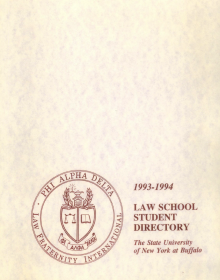 PHI ALPHA DELTA
LAW FRATERNITY INTERNATIONAL
1993-1994
LAW SCHOOL
STUDENT
DIRECTORY
The State University
of New York at Buffalo